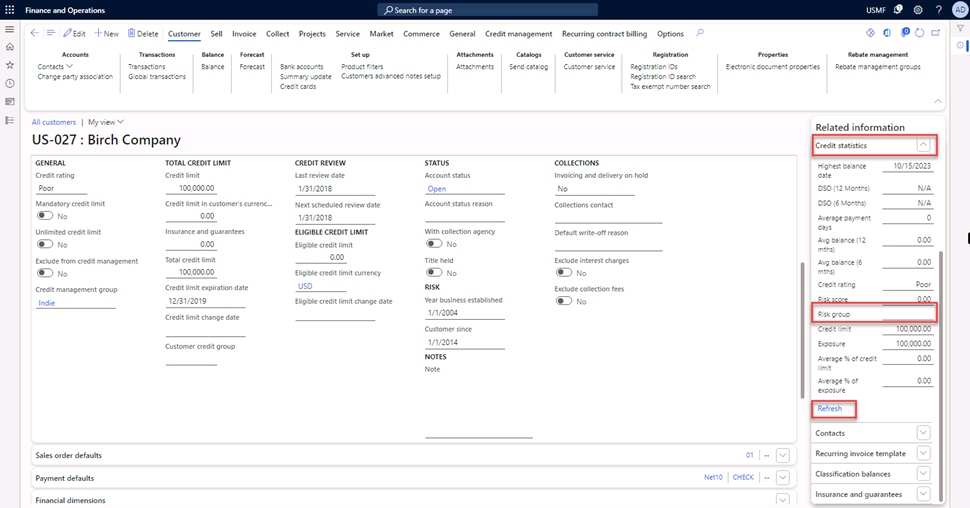 Finance and Operations
Search for a page
USMF
AD
Edit
New
Delete
Customer
Sell
Invoice
Collect
Projects
Service
Market
Commerce
General
Credit management
Recurring contract billing
Options
0
Accounts
Contacts
Change party association
Transactions
Transactions
Global transactions
Balance
Balance
Forecast
Forecast
Set up
Bank accounts
Summary update
Credit cards
Product filters
Customers advanced notes setup
Attachments
Attachments
Catalogs
Send catalog
Customer service
Customer service
Registration
Registration IDs
Registration ID search
Tax exempt number search
Properties
Electronic document properties
Rebate management
Rebate management groups
All customers | My view
US-027 : Birch Company
GENERAL
Credit rating
Poor
Mandatory credit limit
No
Unlimited credit limit
No
Exclude from credit management
No
Credit management group
Indie
TOTAL CREDIT LIMIT
Credit limit
100,000.00
Credit limit in customer's currenc...
0.00
Insurance and guarantees
0.00
Total credit limit
100,000.00
Credit limit expiration date
12/31/2019
Credit limit change date
Customer credit group
CREDIT REVIEW
Last review date
1/31/2018
Next scheduled review date
1/31/2018
ELIGIBLE CREDIT LIMIT
Eligible credit limit
0.00
Eligible credit limit currency
USD
Eligible credit limit change date
STATUS
Account status
Open
Account status reason
With collection agency
No
Title held
No
RISK
Year business established
1/1/2004
Customer since
1/1/2014
NOTES
Note
COLLECTIONS
Invoicing and delivery on hold
No
Collections contact
Default write-off reason
Exclude interest charges
No
Exclude collection fees
No
Sales order defaults
01
--
Payment defaults
Net10
CHECK
--
Financial dimensions
Related information
Credit statistics
Highest balance
date
10/15/2023
DSO (12 Months)
N/A
DSO (6 Months)
N/A
Average payment
days
0
Avg balance (12
mths)
0.00
Avg balance (6
mths)
0.00
Credit rating
Poor
Risk score
0.00
Risk group
Credit limit
100,000.00
Exposure
100,000.00
Average % of credit
limit
0.00
Average % of
exposure
0.00
Refresh
Contacts
Recurring invoice template
Classification balances
Insurance and guarantees